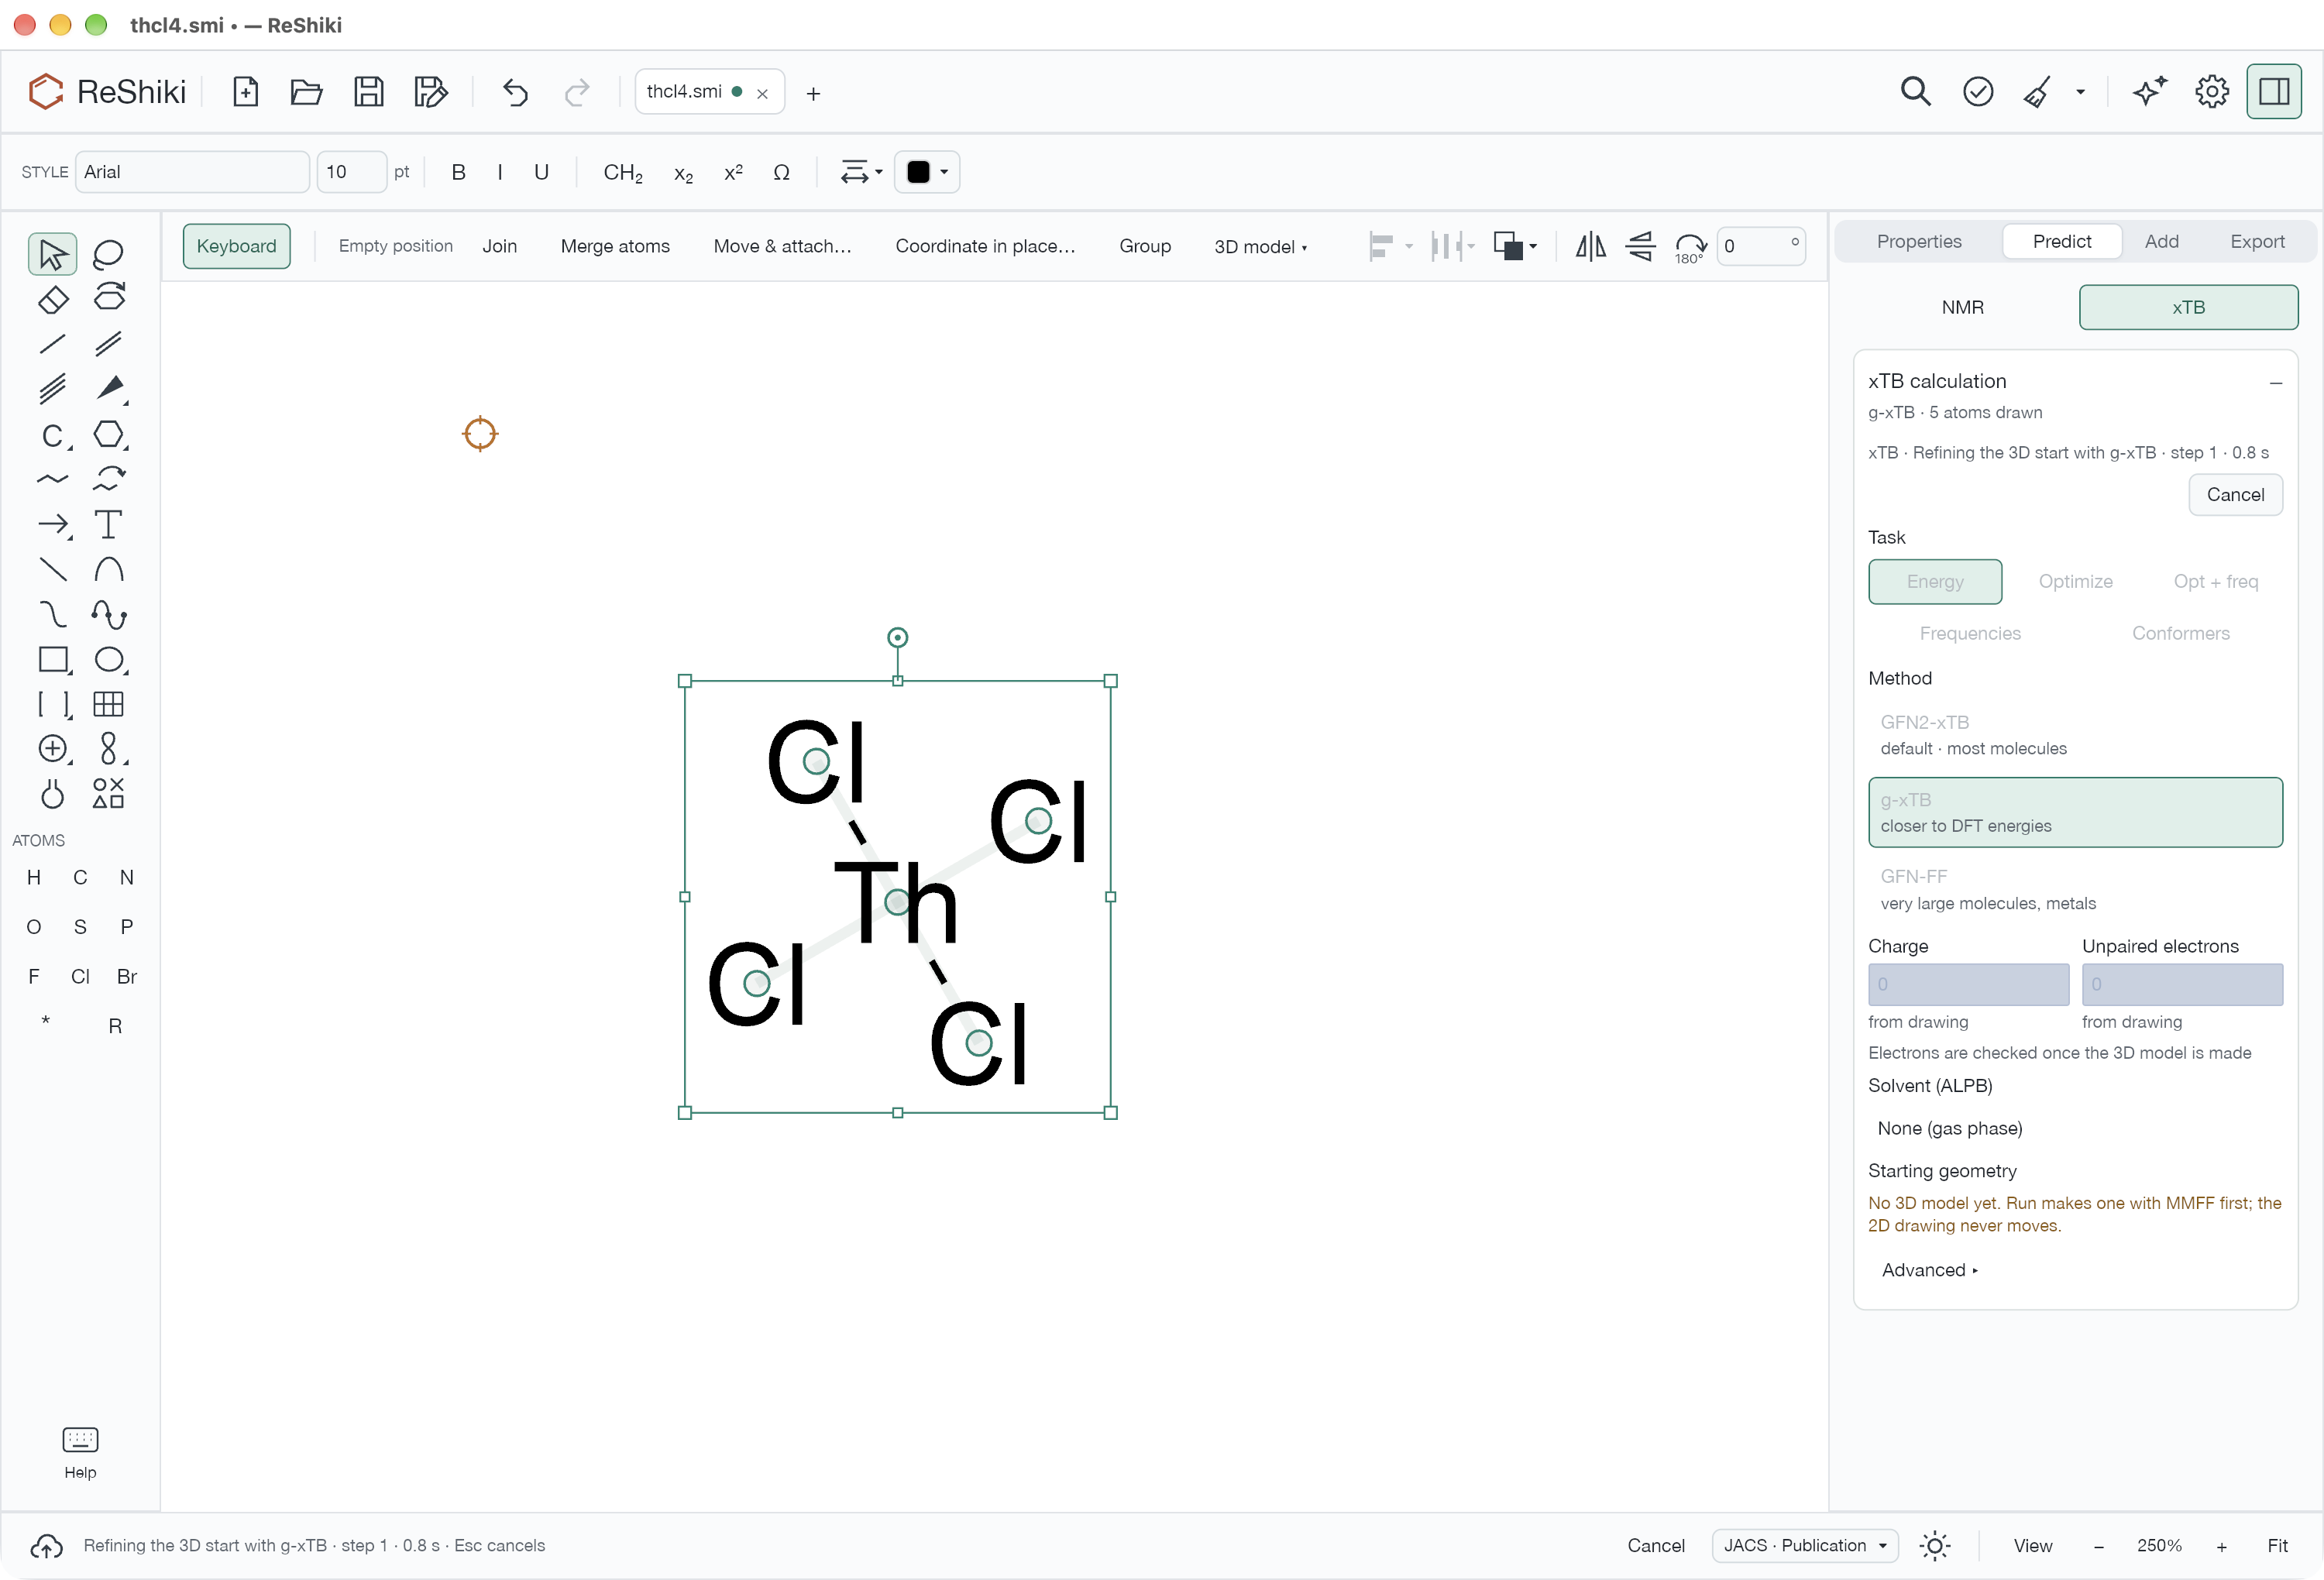 thcl4.smi • — ReShiki
ReShiki
thcl4.smi
STYLE Arial 10 pt B I U CH₂ x₂ x² Ω
Keyboard Empty position Join Merge atoms Move & attach… Coordinate in place… Group 3D model 180° 0 °
Properties Predict Add Export
NMR xTB
xTB calculation
g-xTB · 5 atoms drawn
xTB · Refining the 3D start with g-xTB · step 1 · 0.8 s
Cancel
Task
Energy Optimize Opt + freq
Frequencies Conformers
Method
GFN2-xTB
default · most molecules
g-xTB
closer to DFT energies
GFN-FF
very large molecules, metals
Charge Unpaired electrons
0 0
from drawing from drawing
Electrons are checked once the 3D model is made
Solvent (ALPB)
None (gas phase)
Starting geometry
No 3D model yet. Run makes one with MMFF first; the
2D drawing never moves.
Advanced
C
T
ATOMS
H C N
O S P
F Cl Br
* R
Help
Cl
Cl
Th
Cl
Cl
Refining the 3D start with g-xTB · step 1 · 0.8 s · Esc cancels
Cancel JACS · Publication View − 250% + Fit